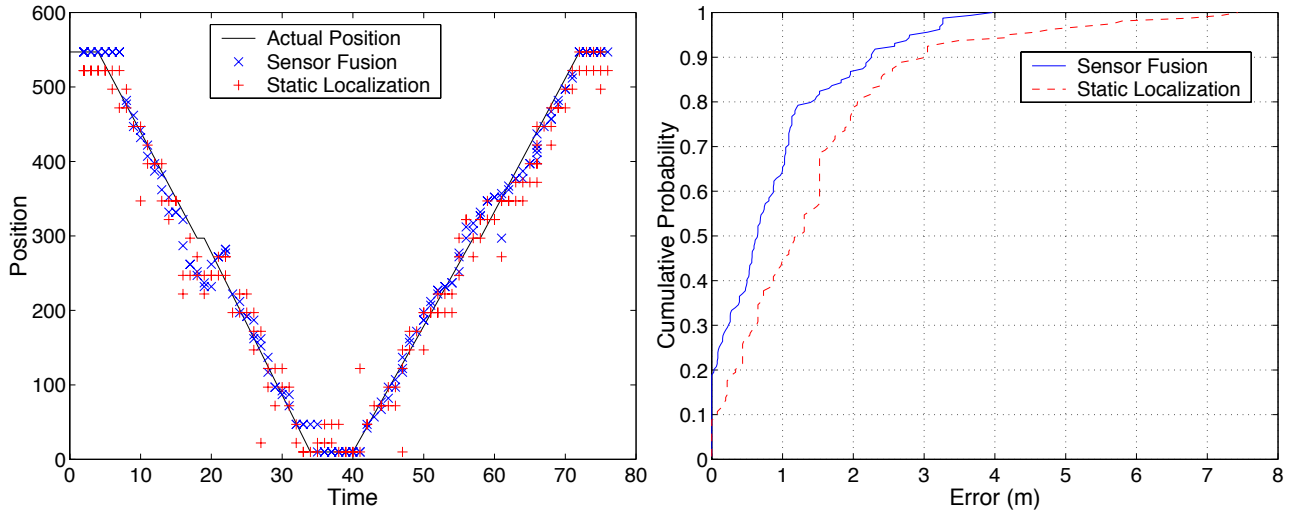 600
500
400
300
200
100
0
Position
0 10 20 30 40 50 60 70 80
Time
Actual Position
Sensor Fusion
Static Localization
1
0.9
0.8
0.7
0.6
0.5
0.4
0.3
0.2
0.1
Cumulative Probability
0 1 2 3 4 5 6 7 8
Error (m)
Sensor Fusion
Static Localization